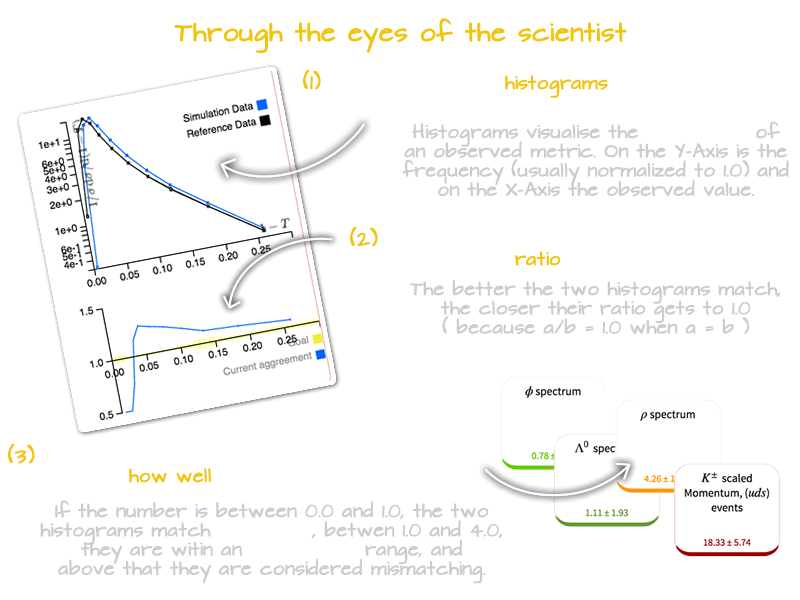 Through the eyes of the scientist
(1)
histograms
Histograms visualise the of
an observed metric. On the Y-Axis is the
frequency (usually normalized to 1.0) and
on the X-Axis the observed value.
Simulation Data
Reference Data
1e+1
6e+0
5e+0
4e+0
3e+0
2e+0
1e+0
6e-1
5e-1
4e-1
0.00 0.05 0.10 0.15 0.20 0.25
− T
(2)
ratio
The better the two histograms match,
the closer their ratio gets to 1.0
( because a/b = 1.0 when a = b )
1.5
1.0
0.5
0.00 0.05 0.10 0.15 0.20 0.25
Current aggreement
(3)
how well
If the number is between 0.0 and 1.0, the two
histograms match , betwen 1.0 and 4.0,
they are witin an range, and
above that they are considered mismatching.
ϕ spectrum
0.78 ±
Λ⁰ spec
1.11 ± 1.93
ρ spectrum
4.26 ± 1
K± scaled
Momentum, (uds)
events
18.33 ± 5.74